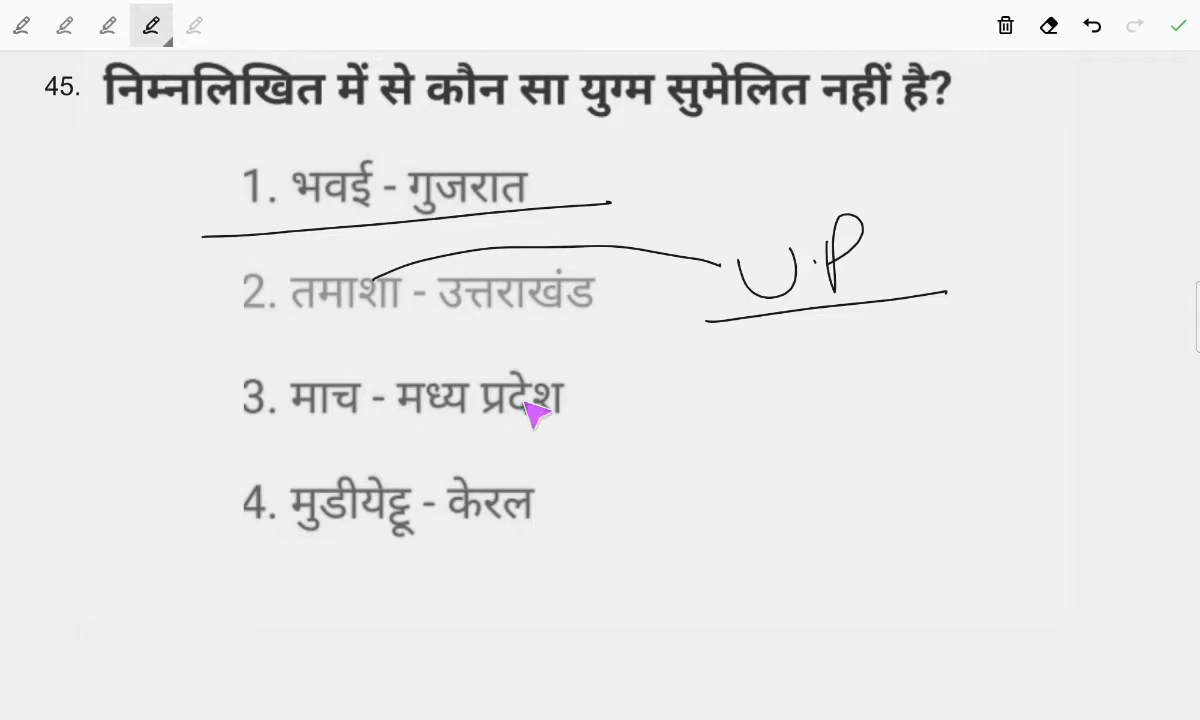 45. निम्नलिखित में से कौन सा युग्म सुमेलित नहीं है?
1. भवई - गुजरात
U.P
2. तमाशा - उत्तराखंड
3. माच - मध्य प्रदेश
4. मुडीयेट्टू - केरल